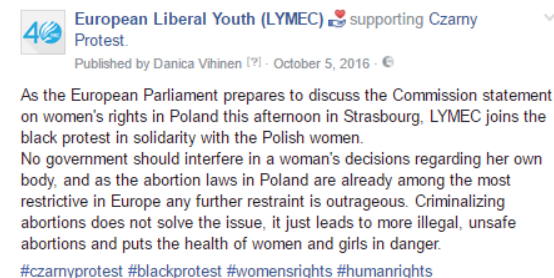 40
European Liberal Youth (LYMEC) supporting Czarny
Protest.
Published by Danica Vihinen [?] · October 5, 2016 ·
As the European Parliament prepares to discuss the Commission statement
on women's rights in Poland this afternoon in Strasbourg, LYMEC joins the
black protest in solidarity with the Polish women.
No government should interfere in a woman's decisions regarding her own
body, and as the abortion laws in Poland are already among the most
restrictive in Europe any further restraint is outrageous. Criminalizing
abortions does not solve the issue, it just leads to more illegal, unsafe
abortions and puts the health of women and girls in danger.
#czarnyprotest #blackprotest #womensrights #humanrights